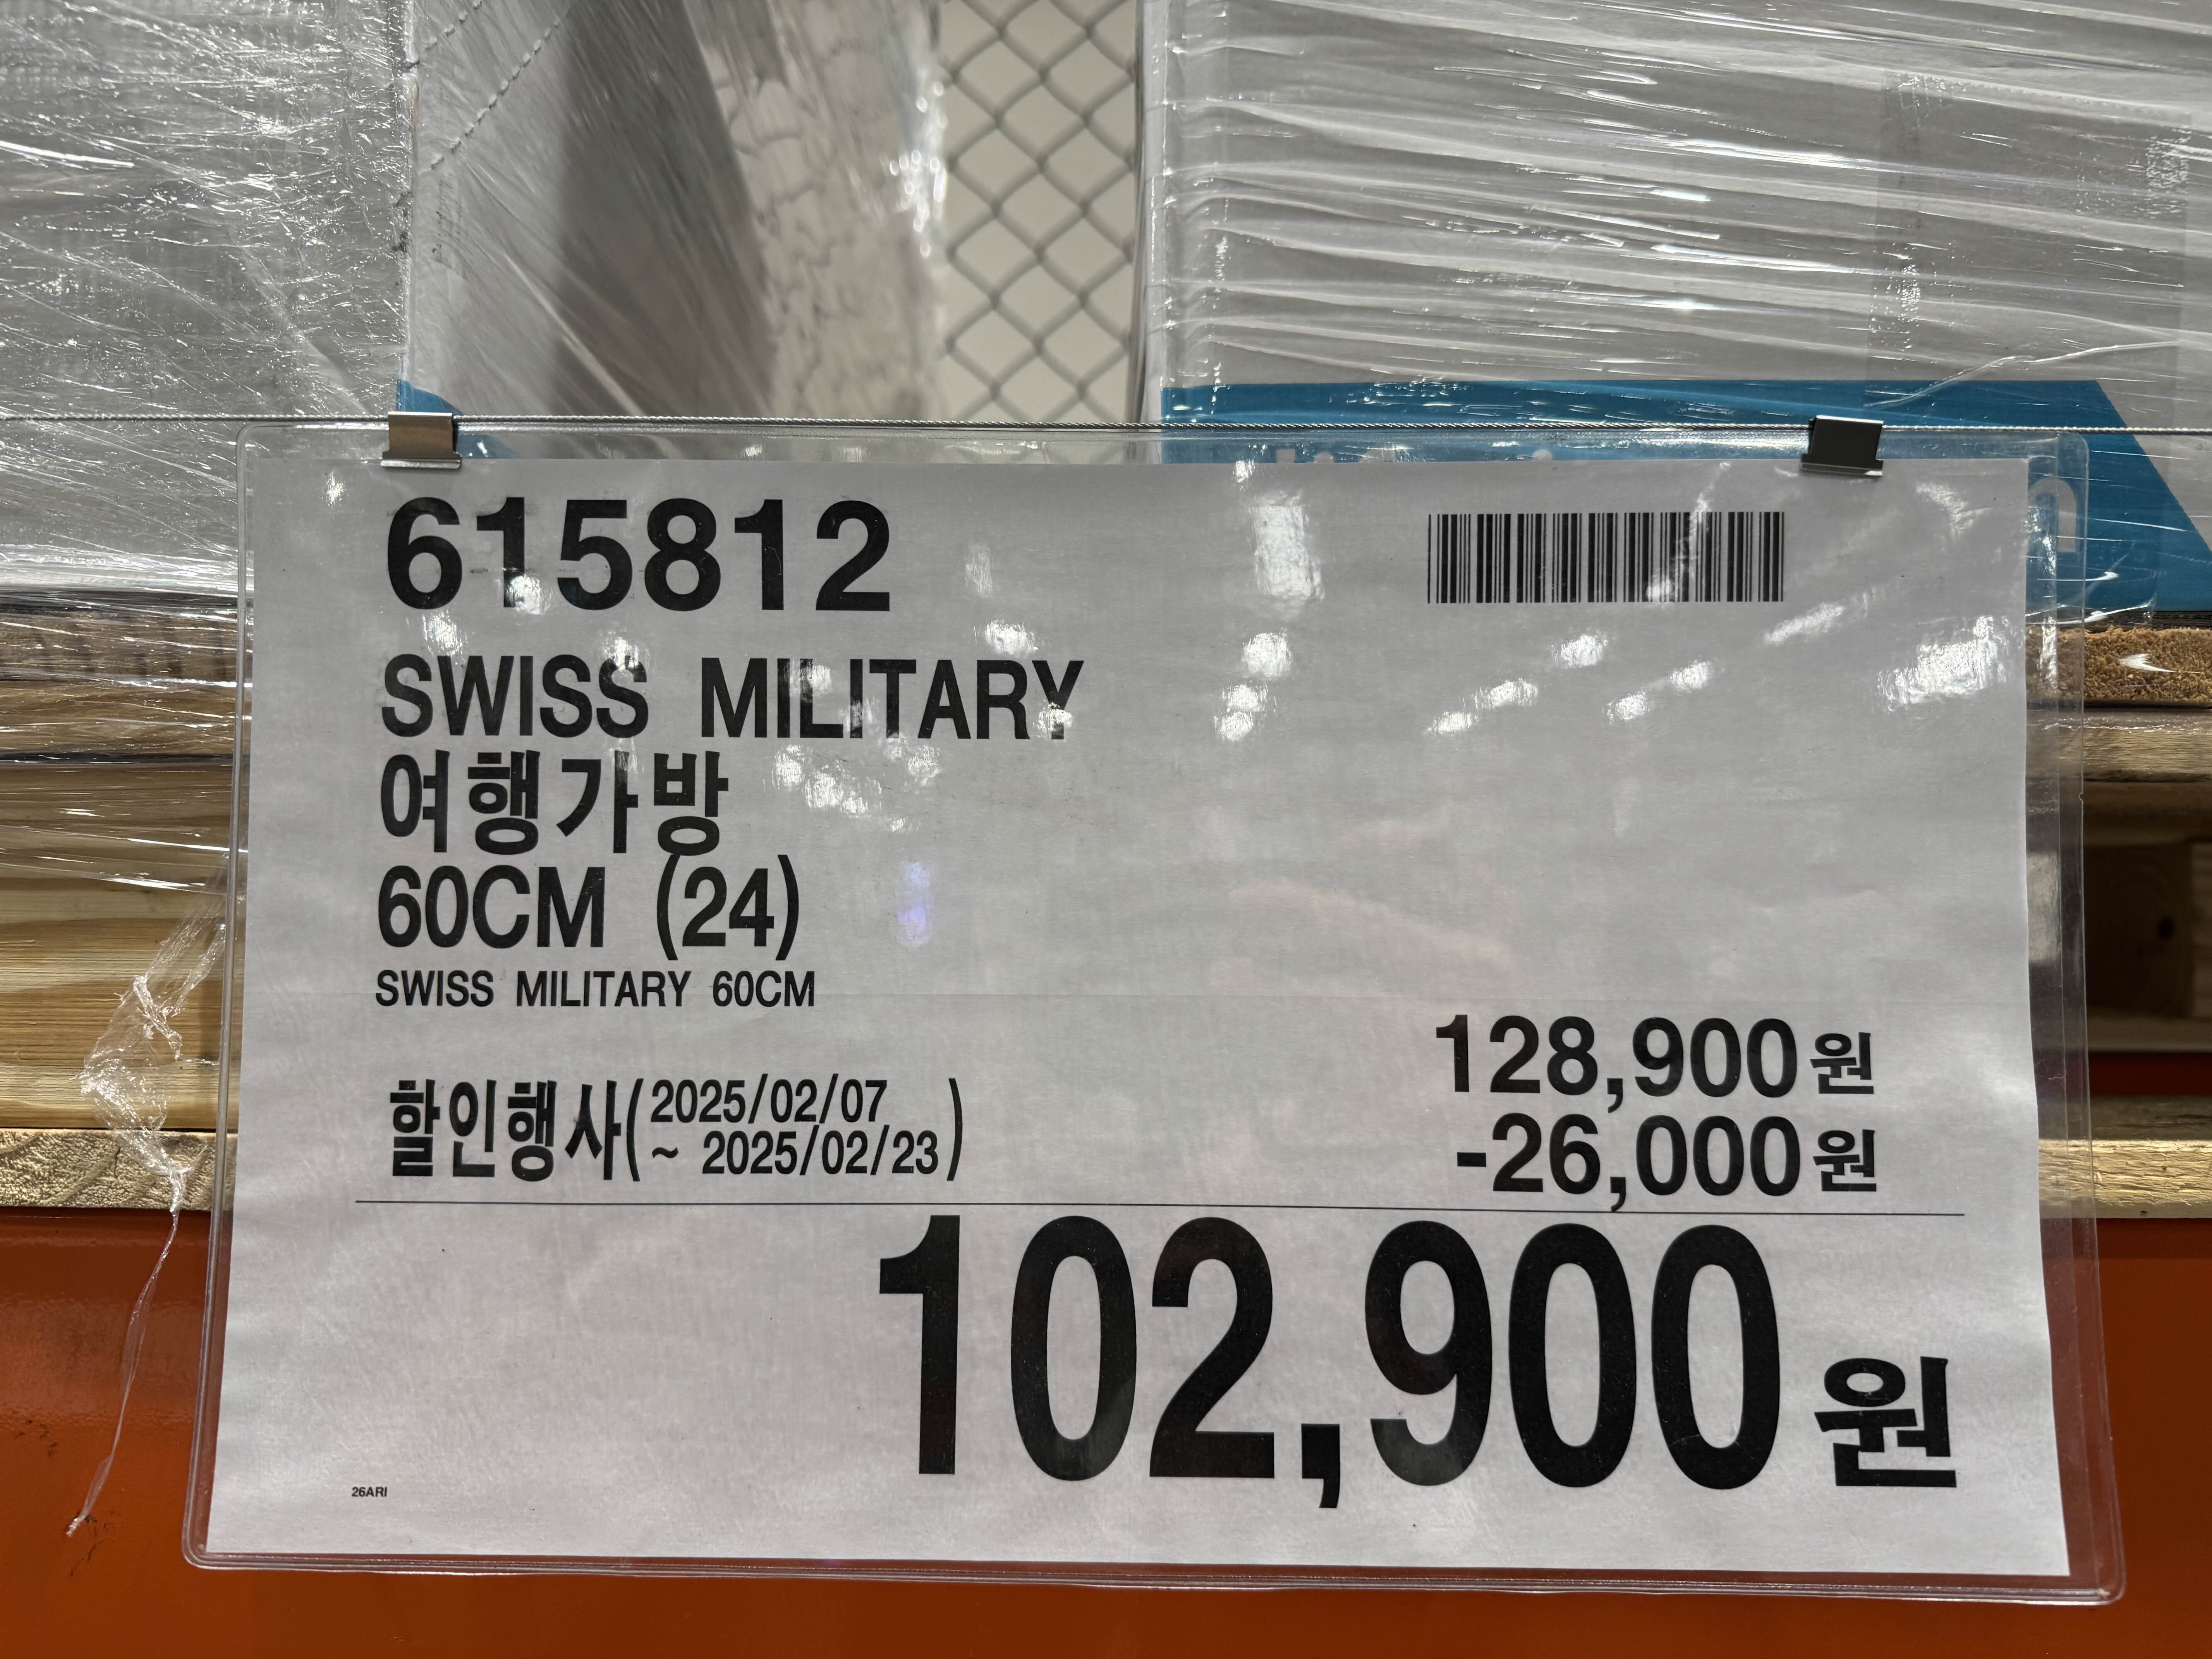 615812
SWISS MILITARY
여행가방
60CM (24)
SWISS MILITARY 60CM
128,900원
할인행사(2025/02/07
~ 2025/02/23)
-26,000원
102,900원
26ARI